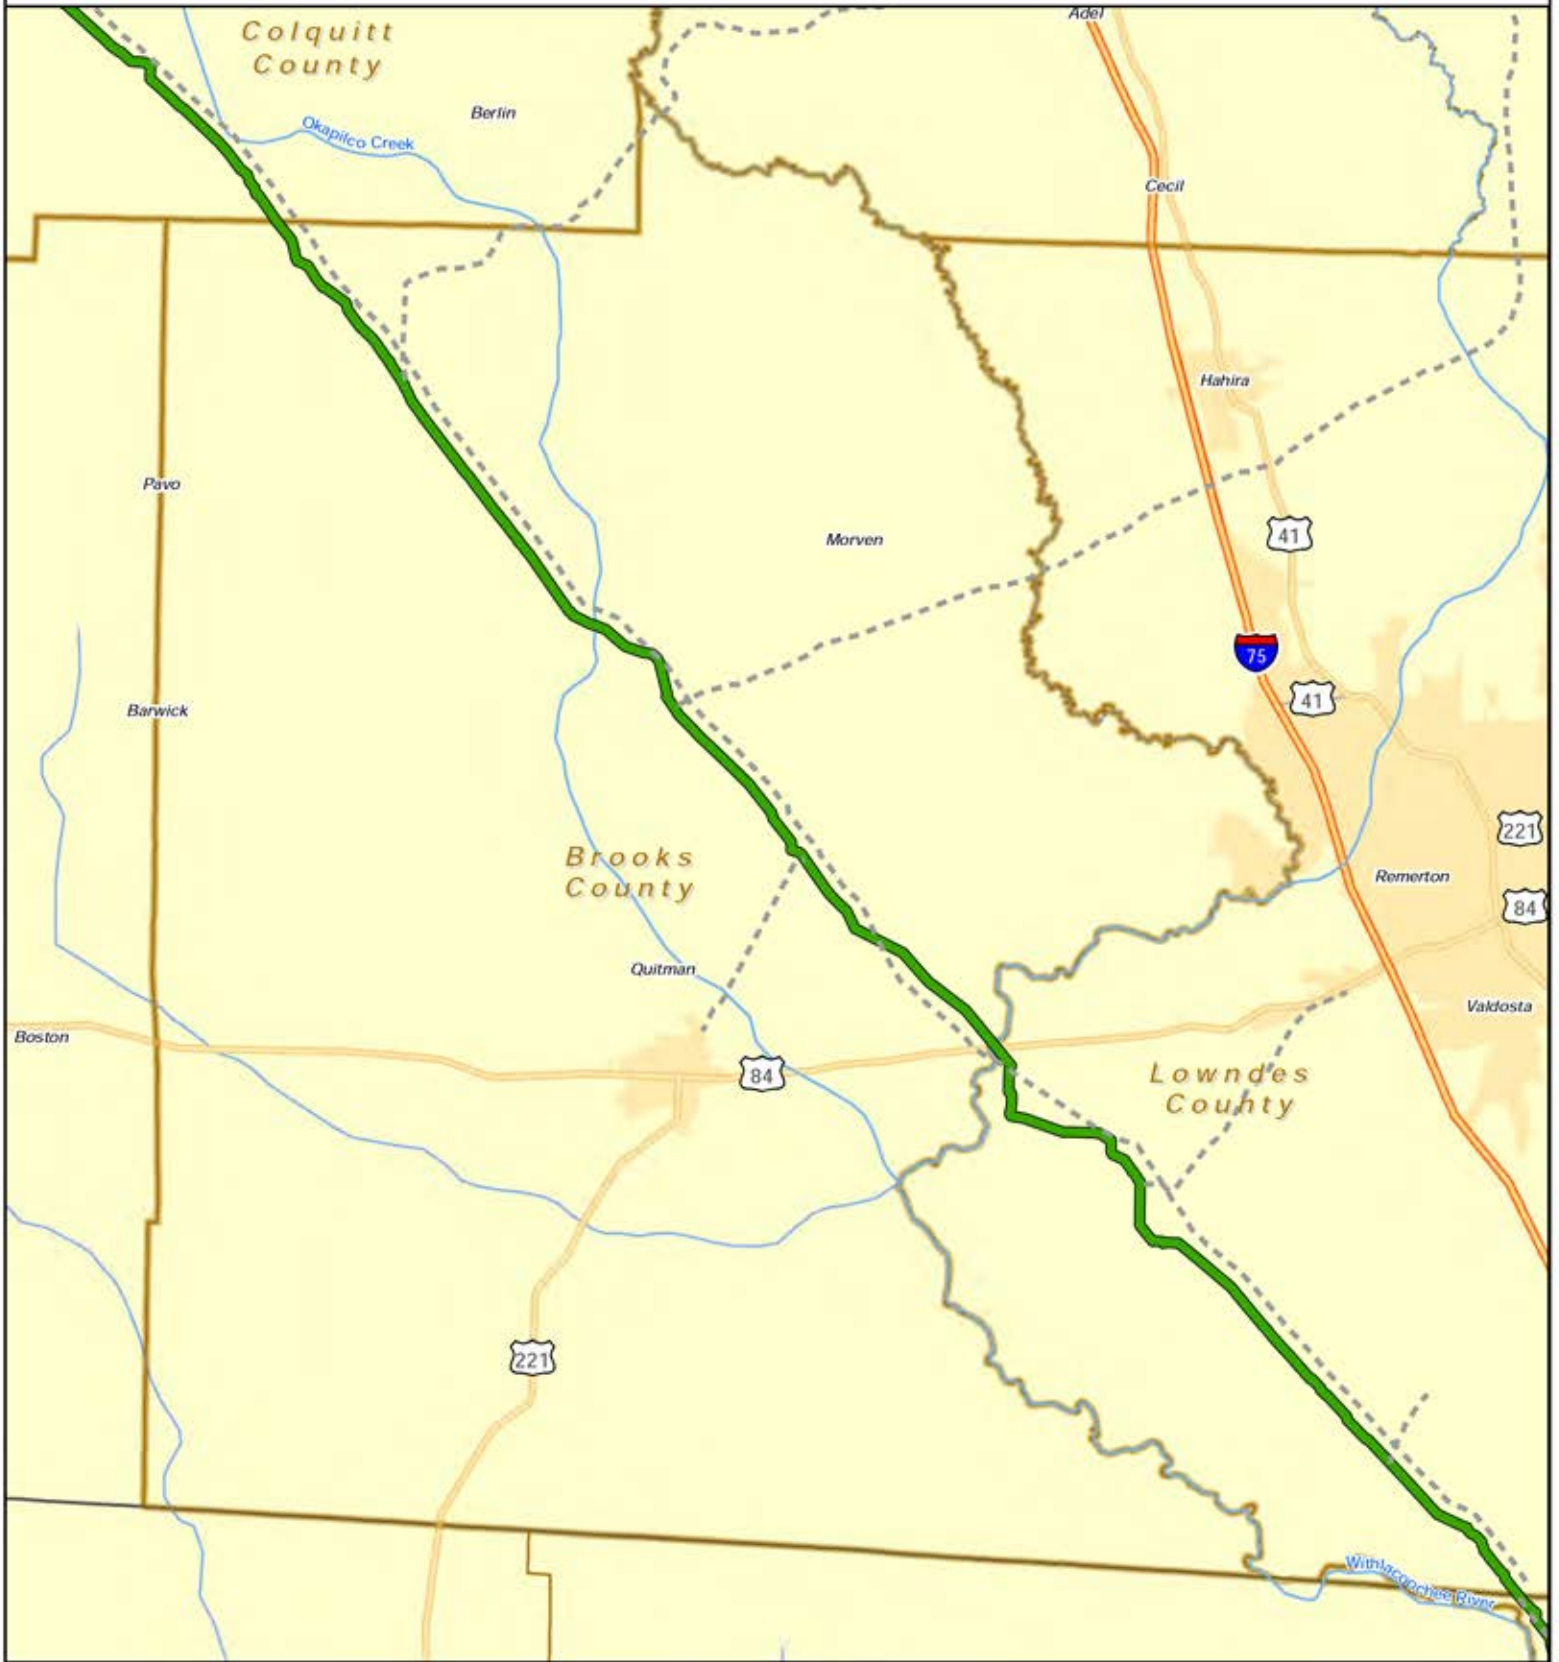 Adel
Colquitt
County
Berlin
Okapilco Creek
Cecil
Hahira
Pavo
41
Morven
75
41
Barwick
221
Brooks
County
Remerton
84
Quitman
Valdosta
Boston
84
Lowndes
County
221
Withlacoochee River